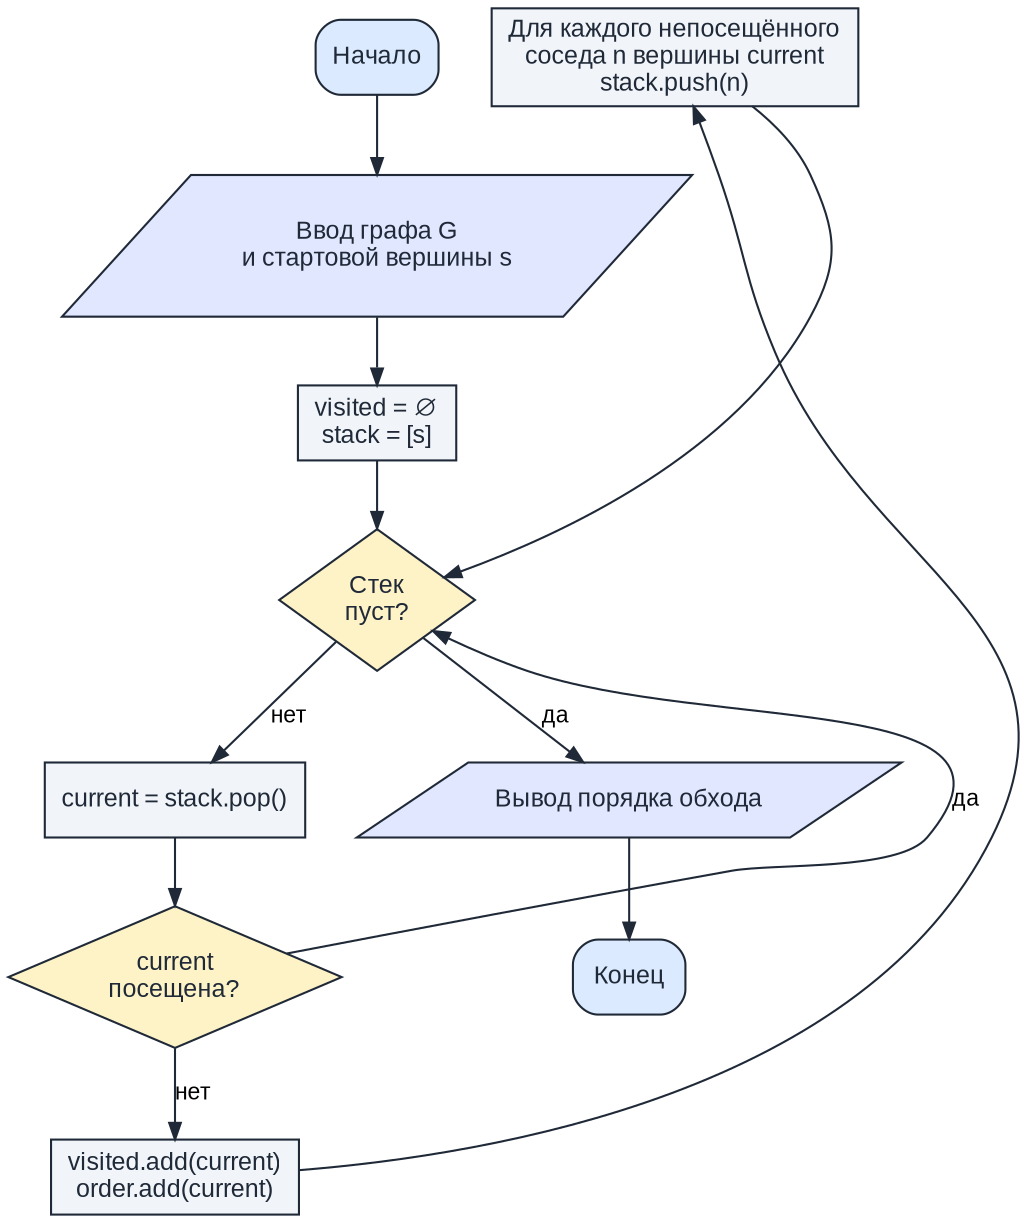 Начало
Для каждого непосещённого
соседа n вершины current
stack.push(n)
Ввод графа G
и стартовой вершины s
visited = ∅
stack = [s]
Стек
пуст?
нет
да
current = stack.pop()
Вывод порядка обхода
да
current
посещена?
Конец
нет
visited.add(current)
order.add(current)